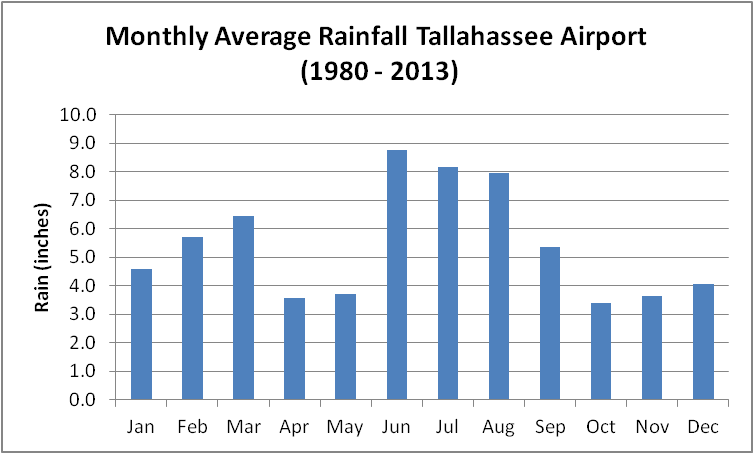 Monthly Average Rainfall Tallahassee Airport
(1980 - 2013)
Rain (inches)
10.0
9.0
8.0
7.0
6.0
5.0
4.0
3.0
2.0
1.0
0.0
Jan Feb Mar Apr May Jun Jul Aug Sep Oct Nov Dec